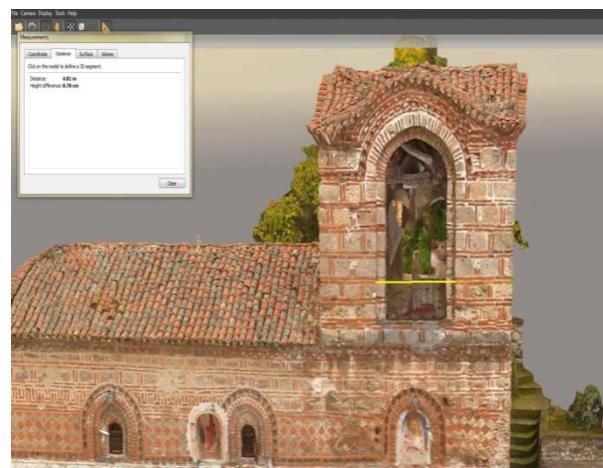 File Camera Display Tools Help
Measurements
Coordinate Distance Surface Volume
Click on the model to define a 3D segment.
Distance: 4.81 m
Height difference: 8.78 cm
Close